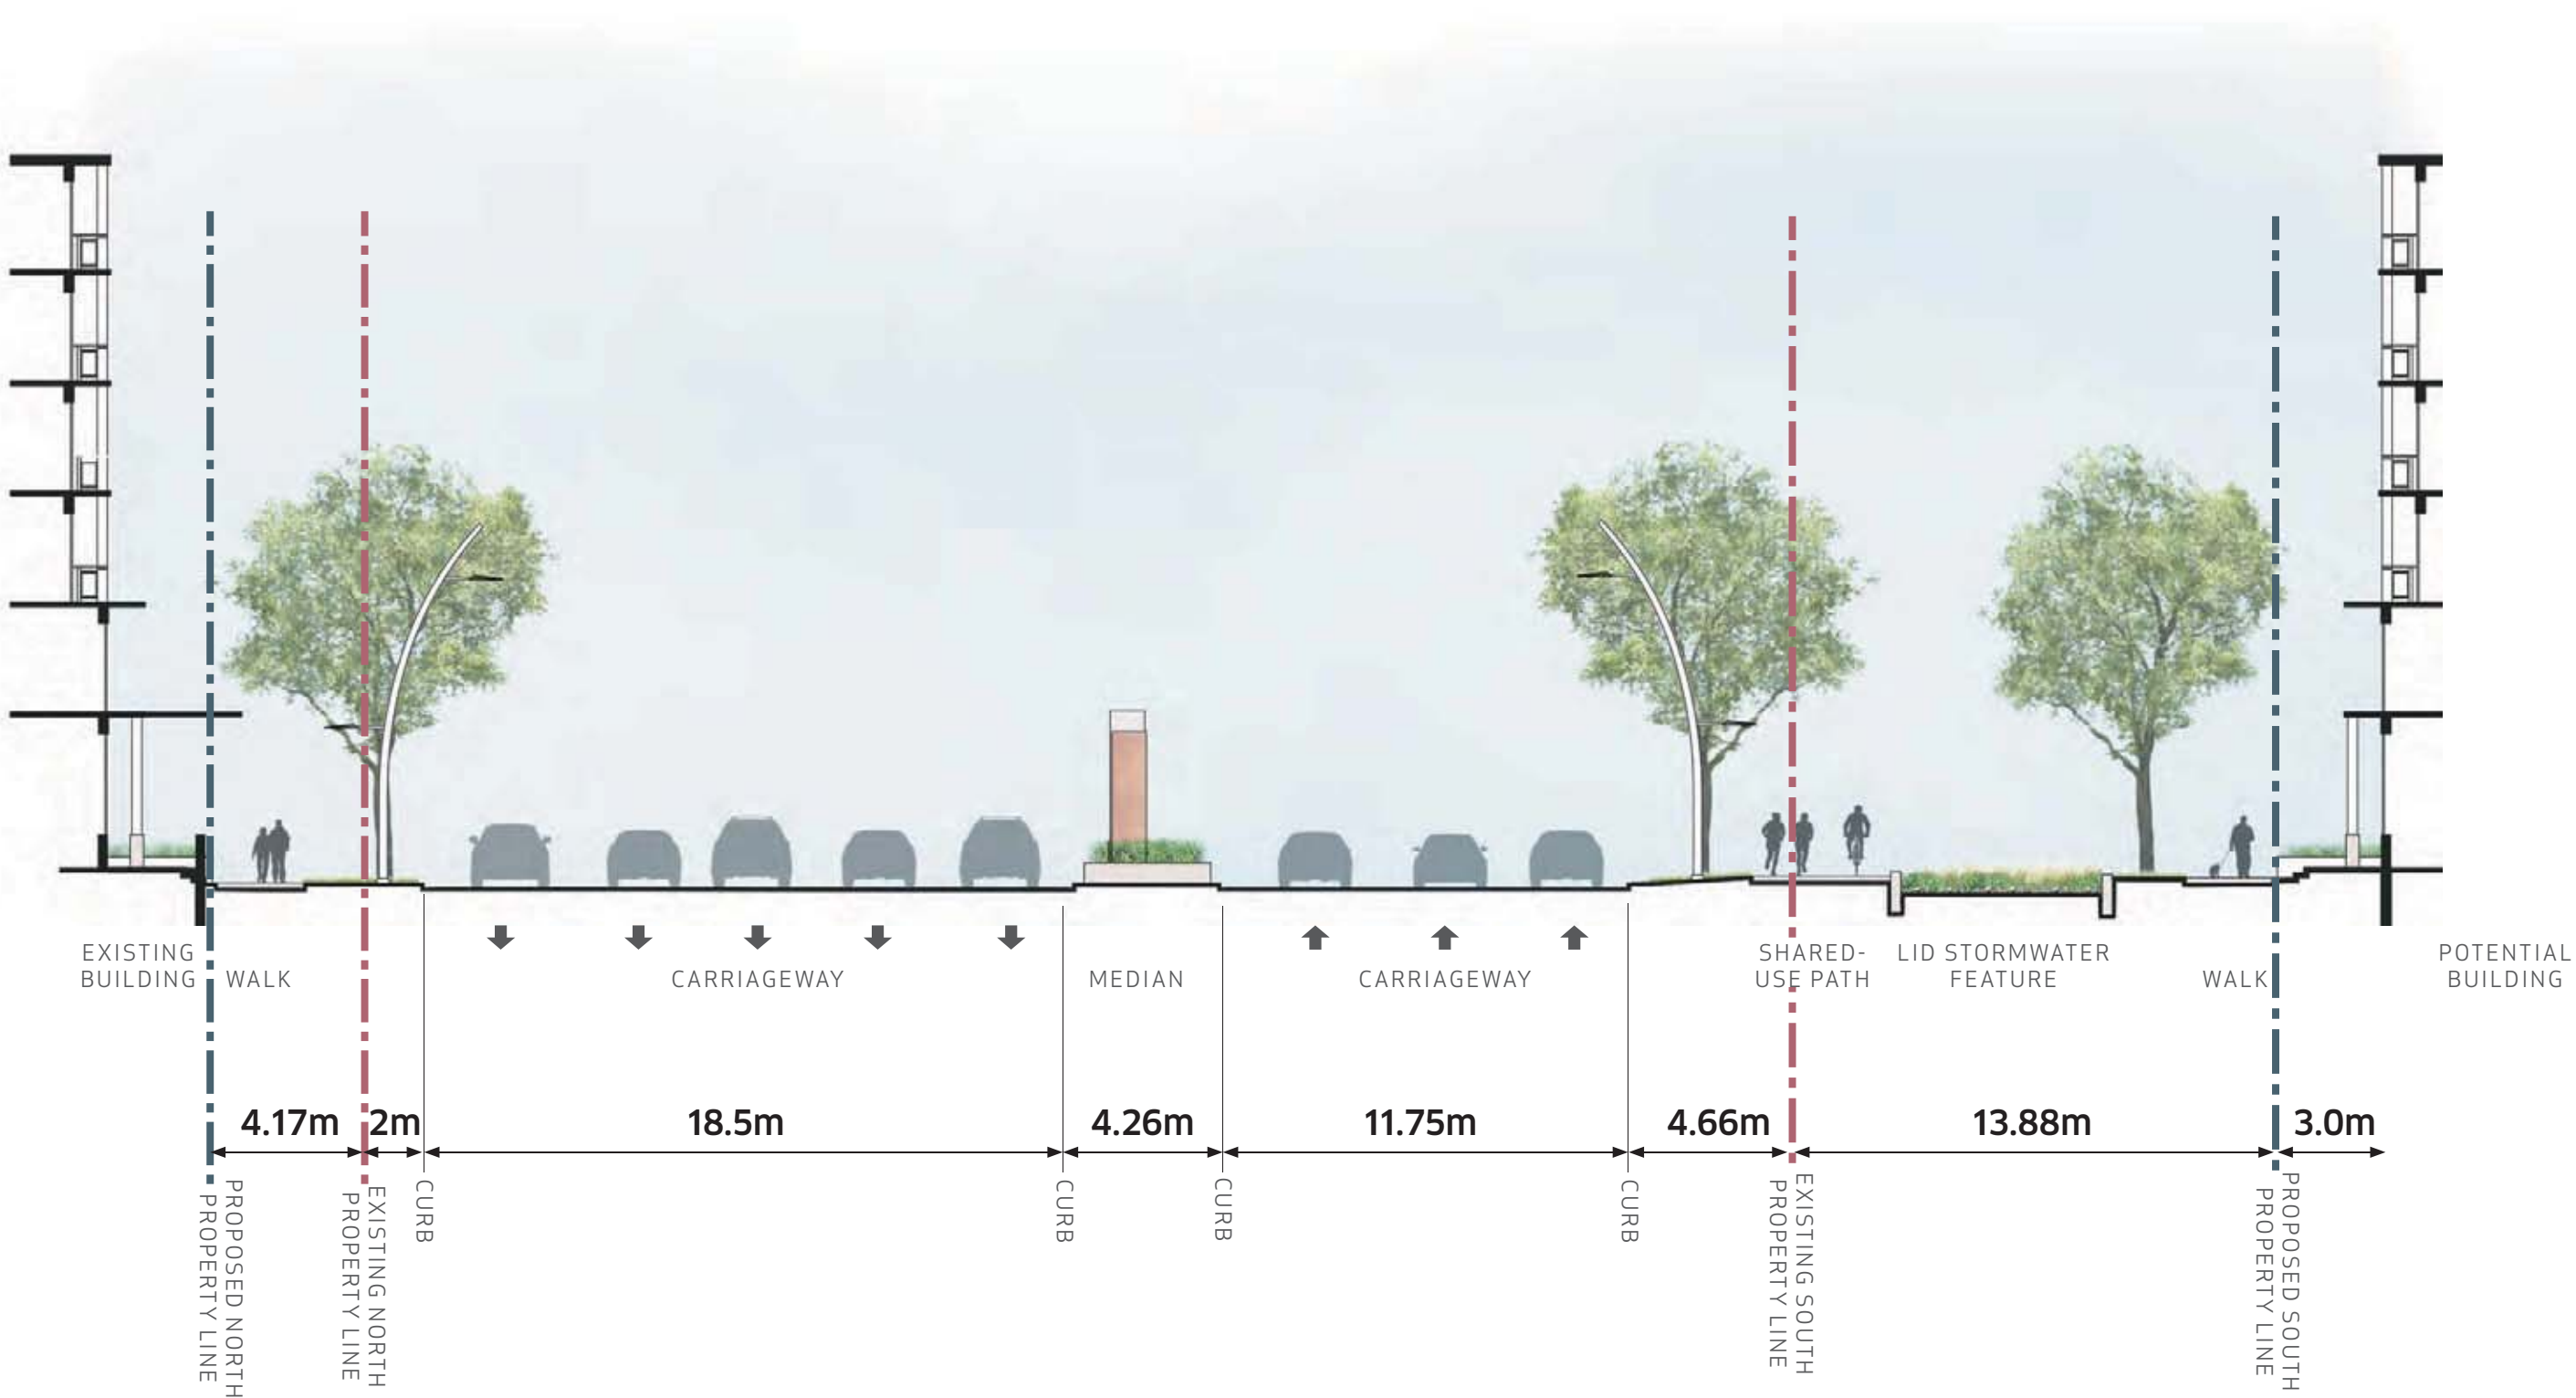 EXISTING
BUILDING
WALK
CARRIAGEWAY
MEDIAN
CARRIAGEWAY
SHARED-
USE PATH
LID STORMWATER
FEATURE
WALK
POTENTIAL
BUILDING
4.17m
2m
18.5m
4.26m
11.75m
4.66m
13.88m
3.0m
PROPOSED NORTH
PROPERTY LINE
EXISTING NORTH
PROPERTY LINE
CURB
CURB
CURB
CURB
EXISTING SOUTH
PROPERTY LINE
PROPOSED SOUTH
PROPERTY LINE